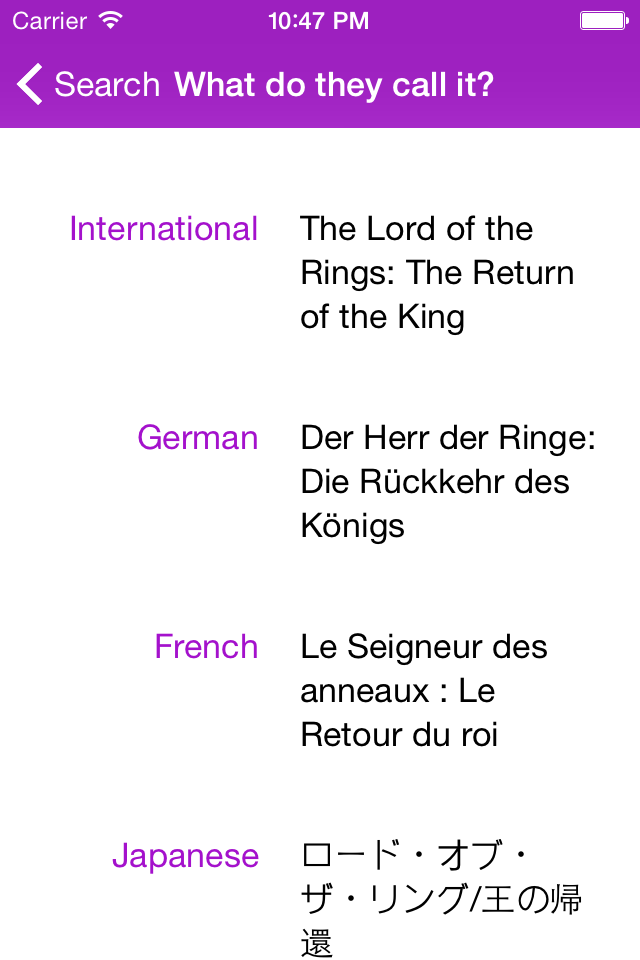 Carrier 10:47 PM
Search What do they call it?
International The Lord of the
Rings: The Return
of the King
German Der Herr der Ringe:
Die Rückkehr des
Königs
French Le Seigneur des
anneaux : Le
Retour du roi
Japanese ロード・オブ・
ザ・リング/王の帰
還